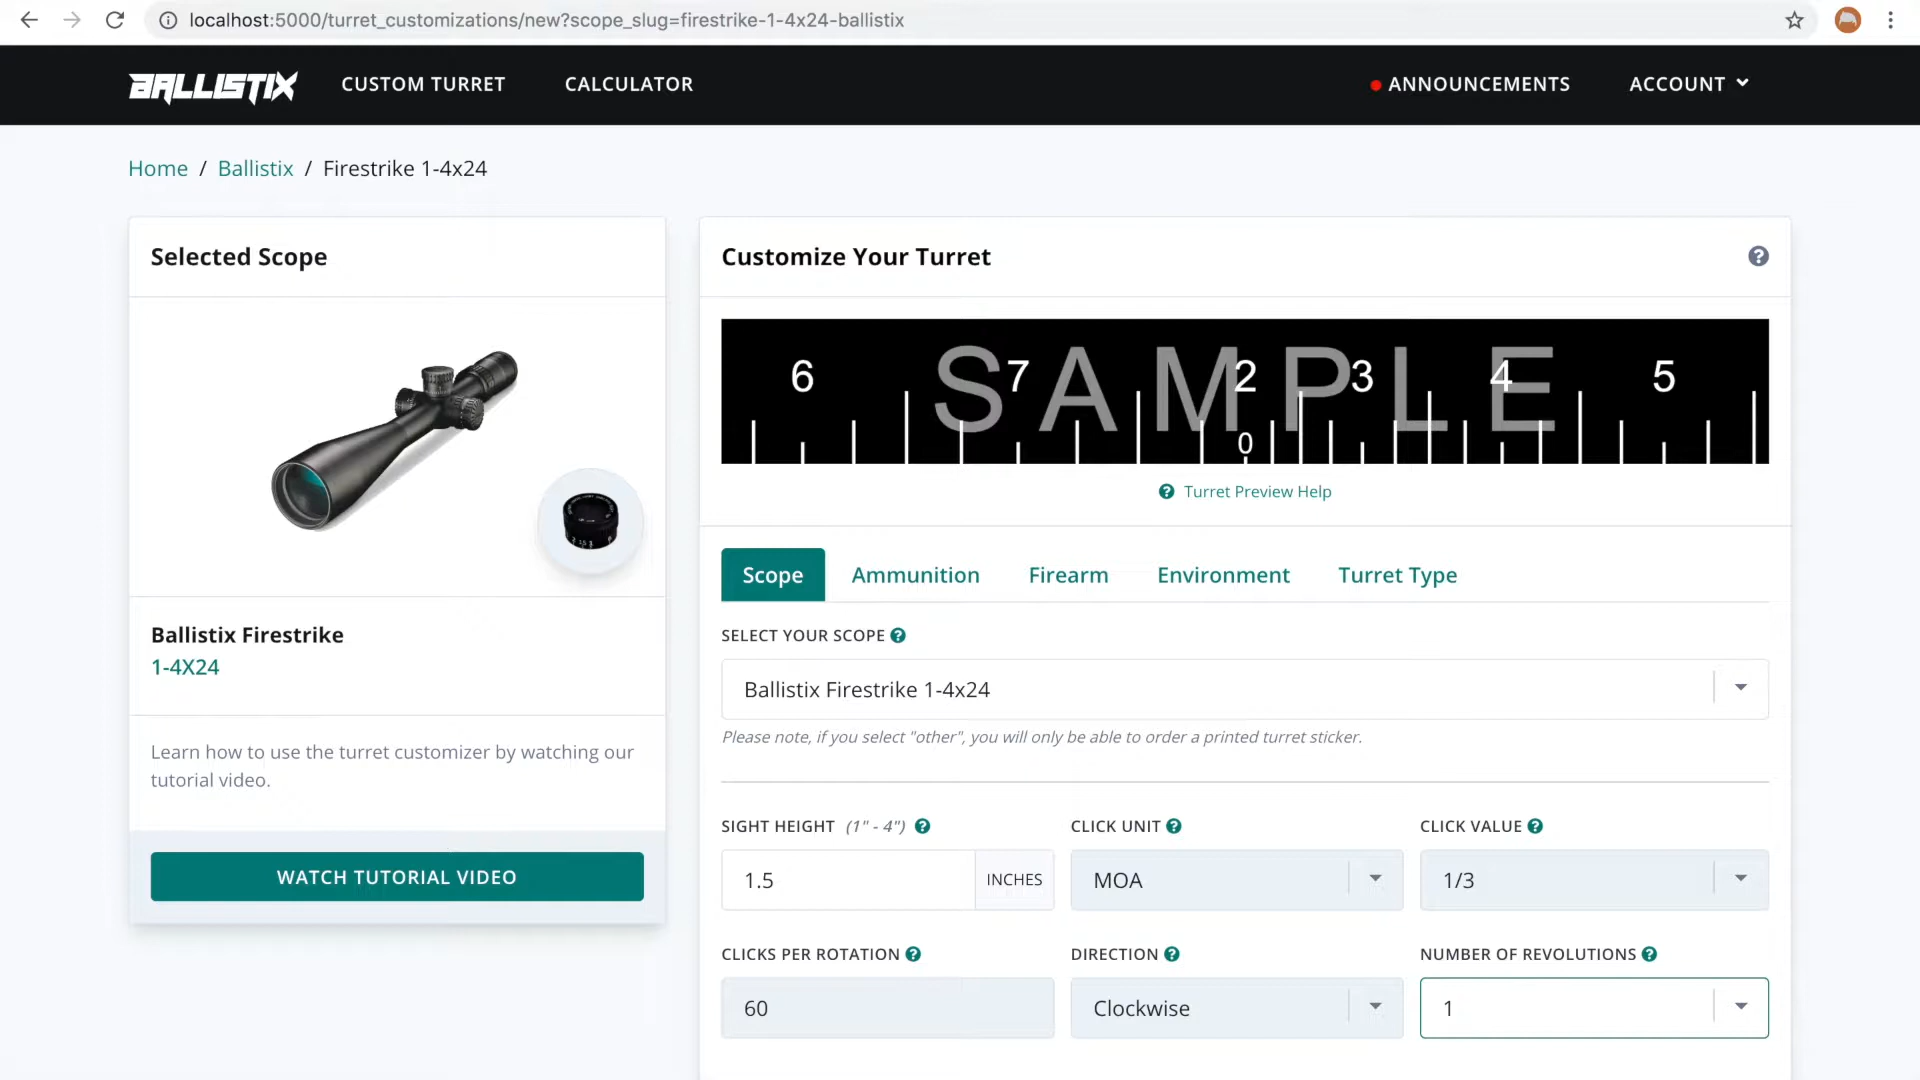 localhost:5000/turret_customizations/new?scope_slug=firestrike-1-4x24-ballistix
BALLISTIX
CUSTOM TURRET
CALCULATOR
ANNOUNCEMENTS
ACCOUNT
Home / Ballistix / Firestrike 1-4x24
Selected Scope
Ballistix Firestrike
1-4X24
Learn how to use the turret customizer by watching our
tutorial video.
WATCH TUTORIAL VIDEO
Customize Your Turret
?
SAMPLE
6 7 2 3 4 5
0
? Turret Preview Help
Scope
Ammunition
Firearm
Environment
Turret Type
SELECT YOUR SCOPE ?
Ballistix Firestrike 1-4x24
Please note, if you select "other", you will only be able to order a printed turret sticker.
SIGHT HEIGHT (1" - 4") ?
1.5
INCHES
CLICK UNIT ?
MOA
CLICK VALUE ?
1/3
CLICKS PER ROTATION ?
60
DIRECTION ?
Clockwise
NUMBER OF REVOLUTIONS ?
1